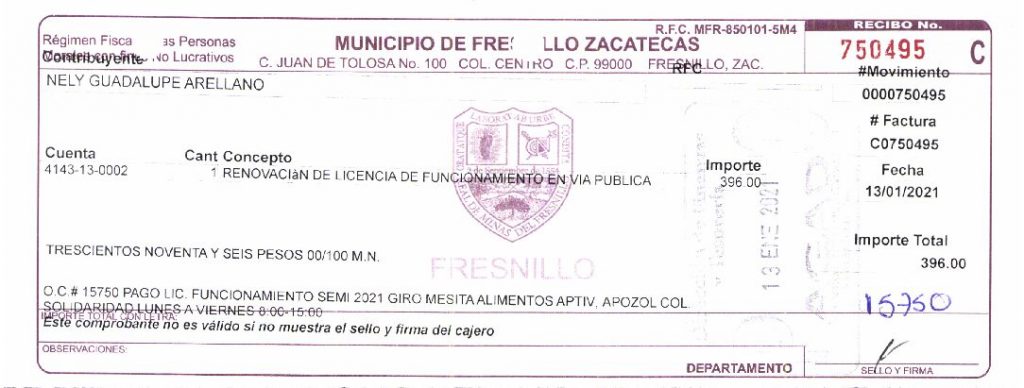 R.F.C. MFR-850101-5M4
RECIBO No.
Régimen Fisca as Personas
MUNICIPIO DE FRE LLO ZACATECAS
750495 C
Contribuyente No Lucrativos
C. JUAN DE TOLOSA No. 100 COL. CENTRO C.P. 99000 FRESNILLO, ZAC.
RFC
#Movimiento
NELY GUADALUPE ARELLANO
0000750495
# Factura
C0750495
LABOR VINCIT
Cuenta
Cant Concepto
Importe
Fecha
4143-13-0002
1 RENOVACIàN DE LICENCIA DE FUNCIONAMIENTO EN VIA PUBLICA
396.00
13/01/2021
13 ENE 2021
TRESCIENTOS NOVENTA Y SEIS PESOS 00/100 M.N.
Importe Total
396.00
FRESNILLO
O.C.# 15750 PAGO LIC. FUNCIONAMIENTO SEMI 2021 GIRO MESITA ALIMENTOS APTIV, APOZOL COL.
SOLIDARIDAD LUNES A VIERNES 8:00-15:00
15750
IMPORTE TOTAL CON LETRA:
Este comprobante no es válido si no muestra el sello y firma del cajero
OBSERVACIONES:
DEPARTAMENTO
SELLO Y FIRMA